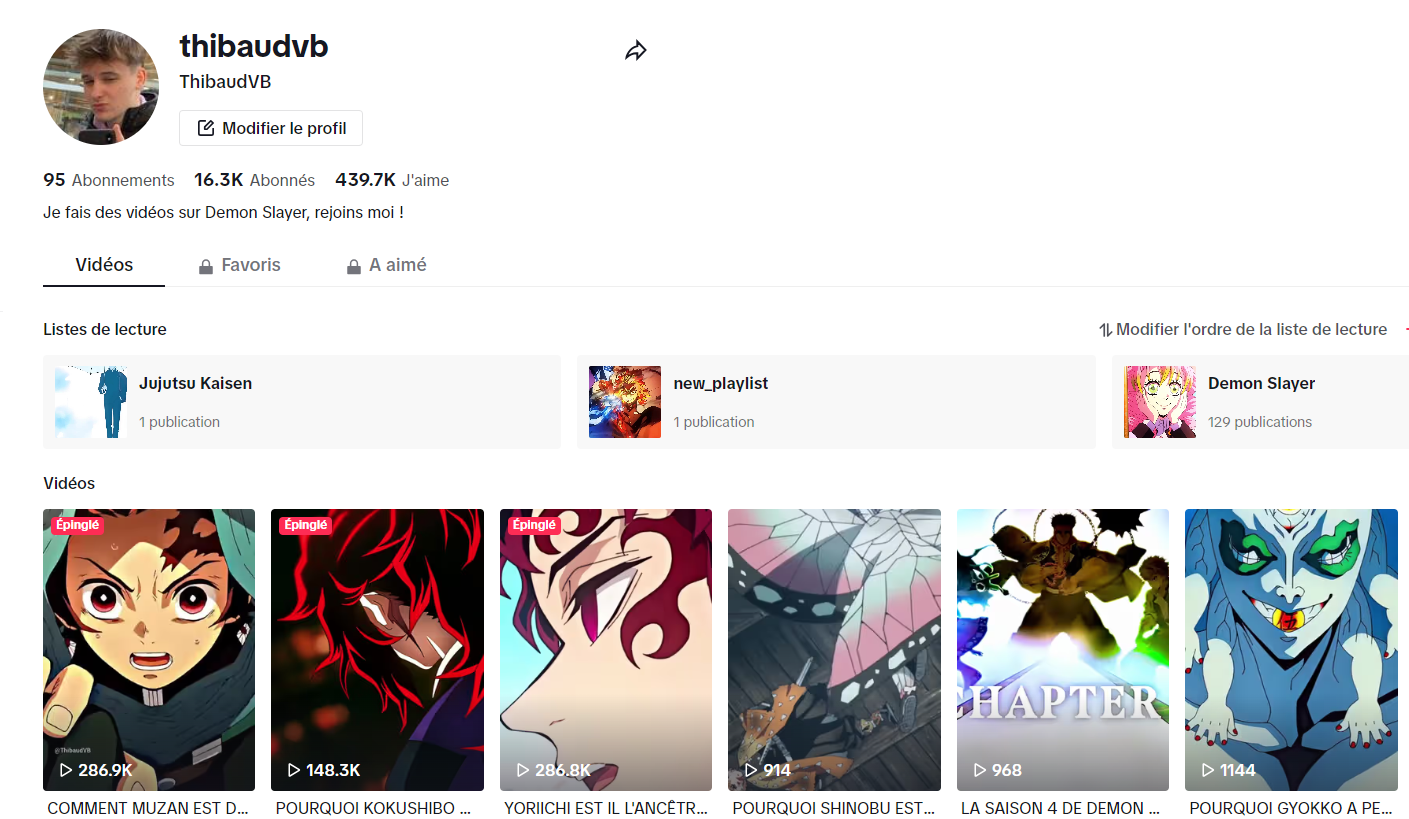 thibaudvb
ThibaudVB
Modifier le profil
95 Abonnements 16.3K Abonnés 439.7K J'aime
Je fais des vidéos sur Demon Slayer, rejoins moi !
Vidéos Favoris A aimé
Listes de lecture Modifier l'ordre de la liste de lecture
Jujutsu Kaisen new_playlist Demon Slayer
1 publication 1 publication 129 publications
Vidéos
Épinglé Épinglé Épinglé
CHAPTER
@ThibaudVB
286.9K 148.3K 286.8K 914 968 1144
COMMENT MUZAN EST D... POURQUOI KOKUSHIBO ... YORIICHI EST IL L'ANCÊTR... POURQUOI SHINOBU EST... LA SAISON 4 DE DEMON ... POURQUOI GYOKKO A PE...